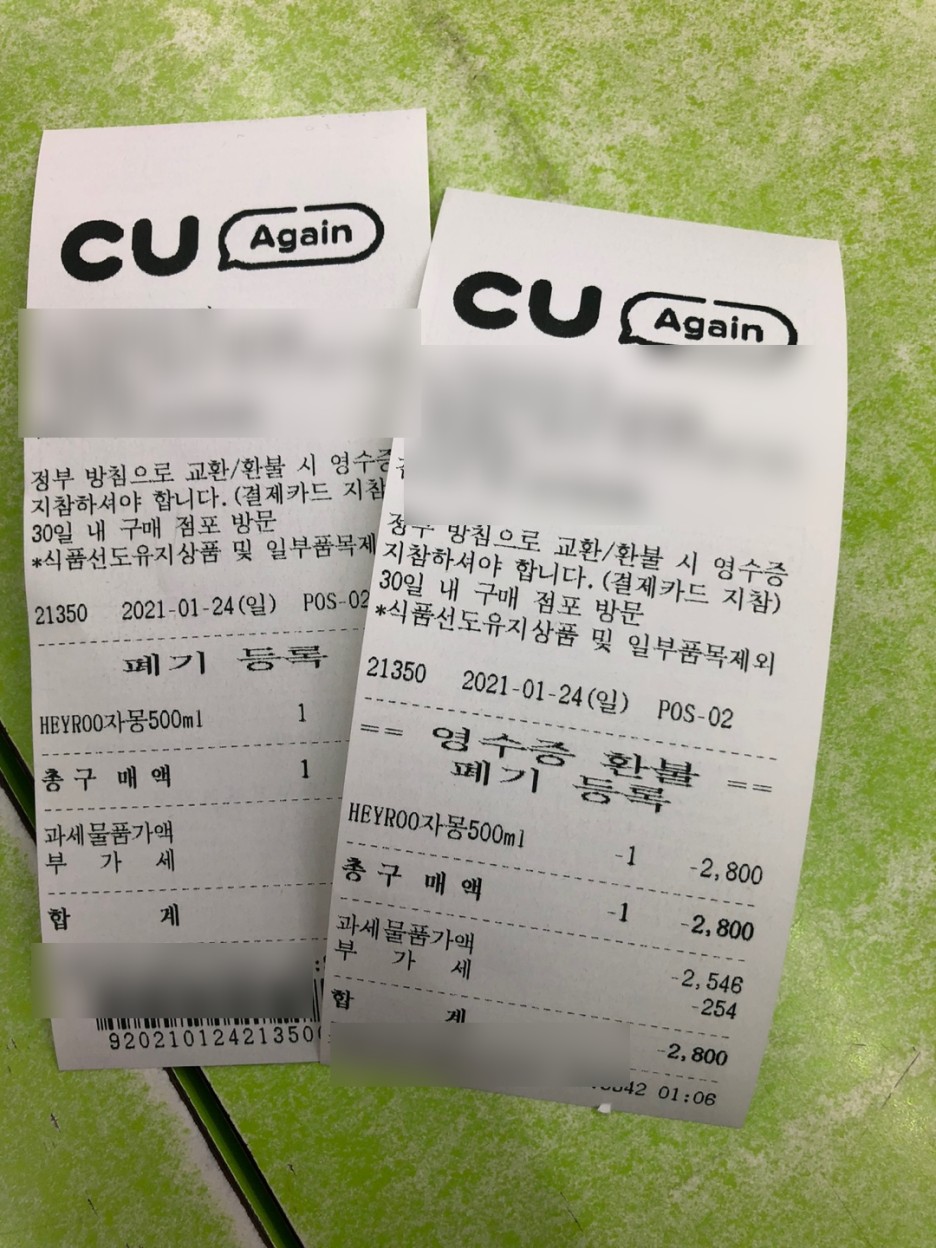 CU Again
정부 방침으로 교환/환불 시 영수증
지참하셔야 합니다.(결제카드 지참
30일 내 구매 점포 방문
*식품선도유지상품 및 일부품목제
21350 2021-01-24(일) POS-02
폐기 등록
HEYROO자몽500ml 1
총 구 매 액 1
과세물품가액
부 가 세
합 계
CU Again
정부 방침으로 교환/환불 시 영수증
지참하셔야 합니다.(결제카드 지참)
30일 내 구매 점포 방문
*식품선도유지상품 및 일부품목제외
21350 2021-01-24(일) POS-02
== 영수증 환불 ==
폐기 등록
HEYROO자몽500ml -1 -2,800
총 구 매 액 -1 -2,800
과세물품가액 -2,546
부 가 세 -254
합 계 -2,800
01:06